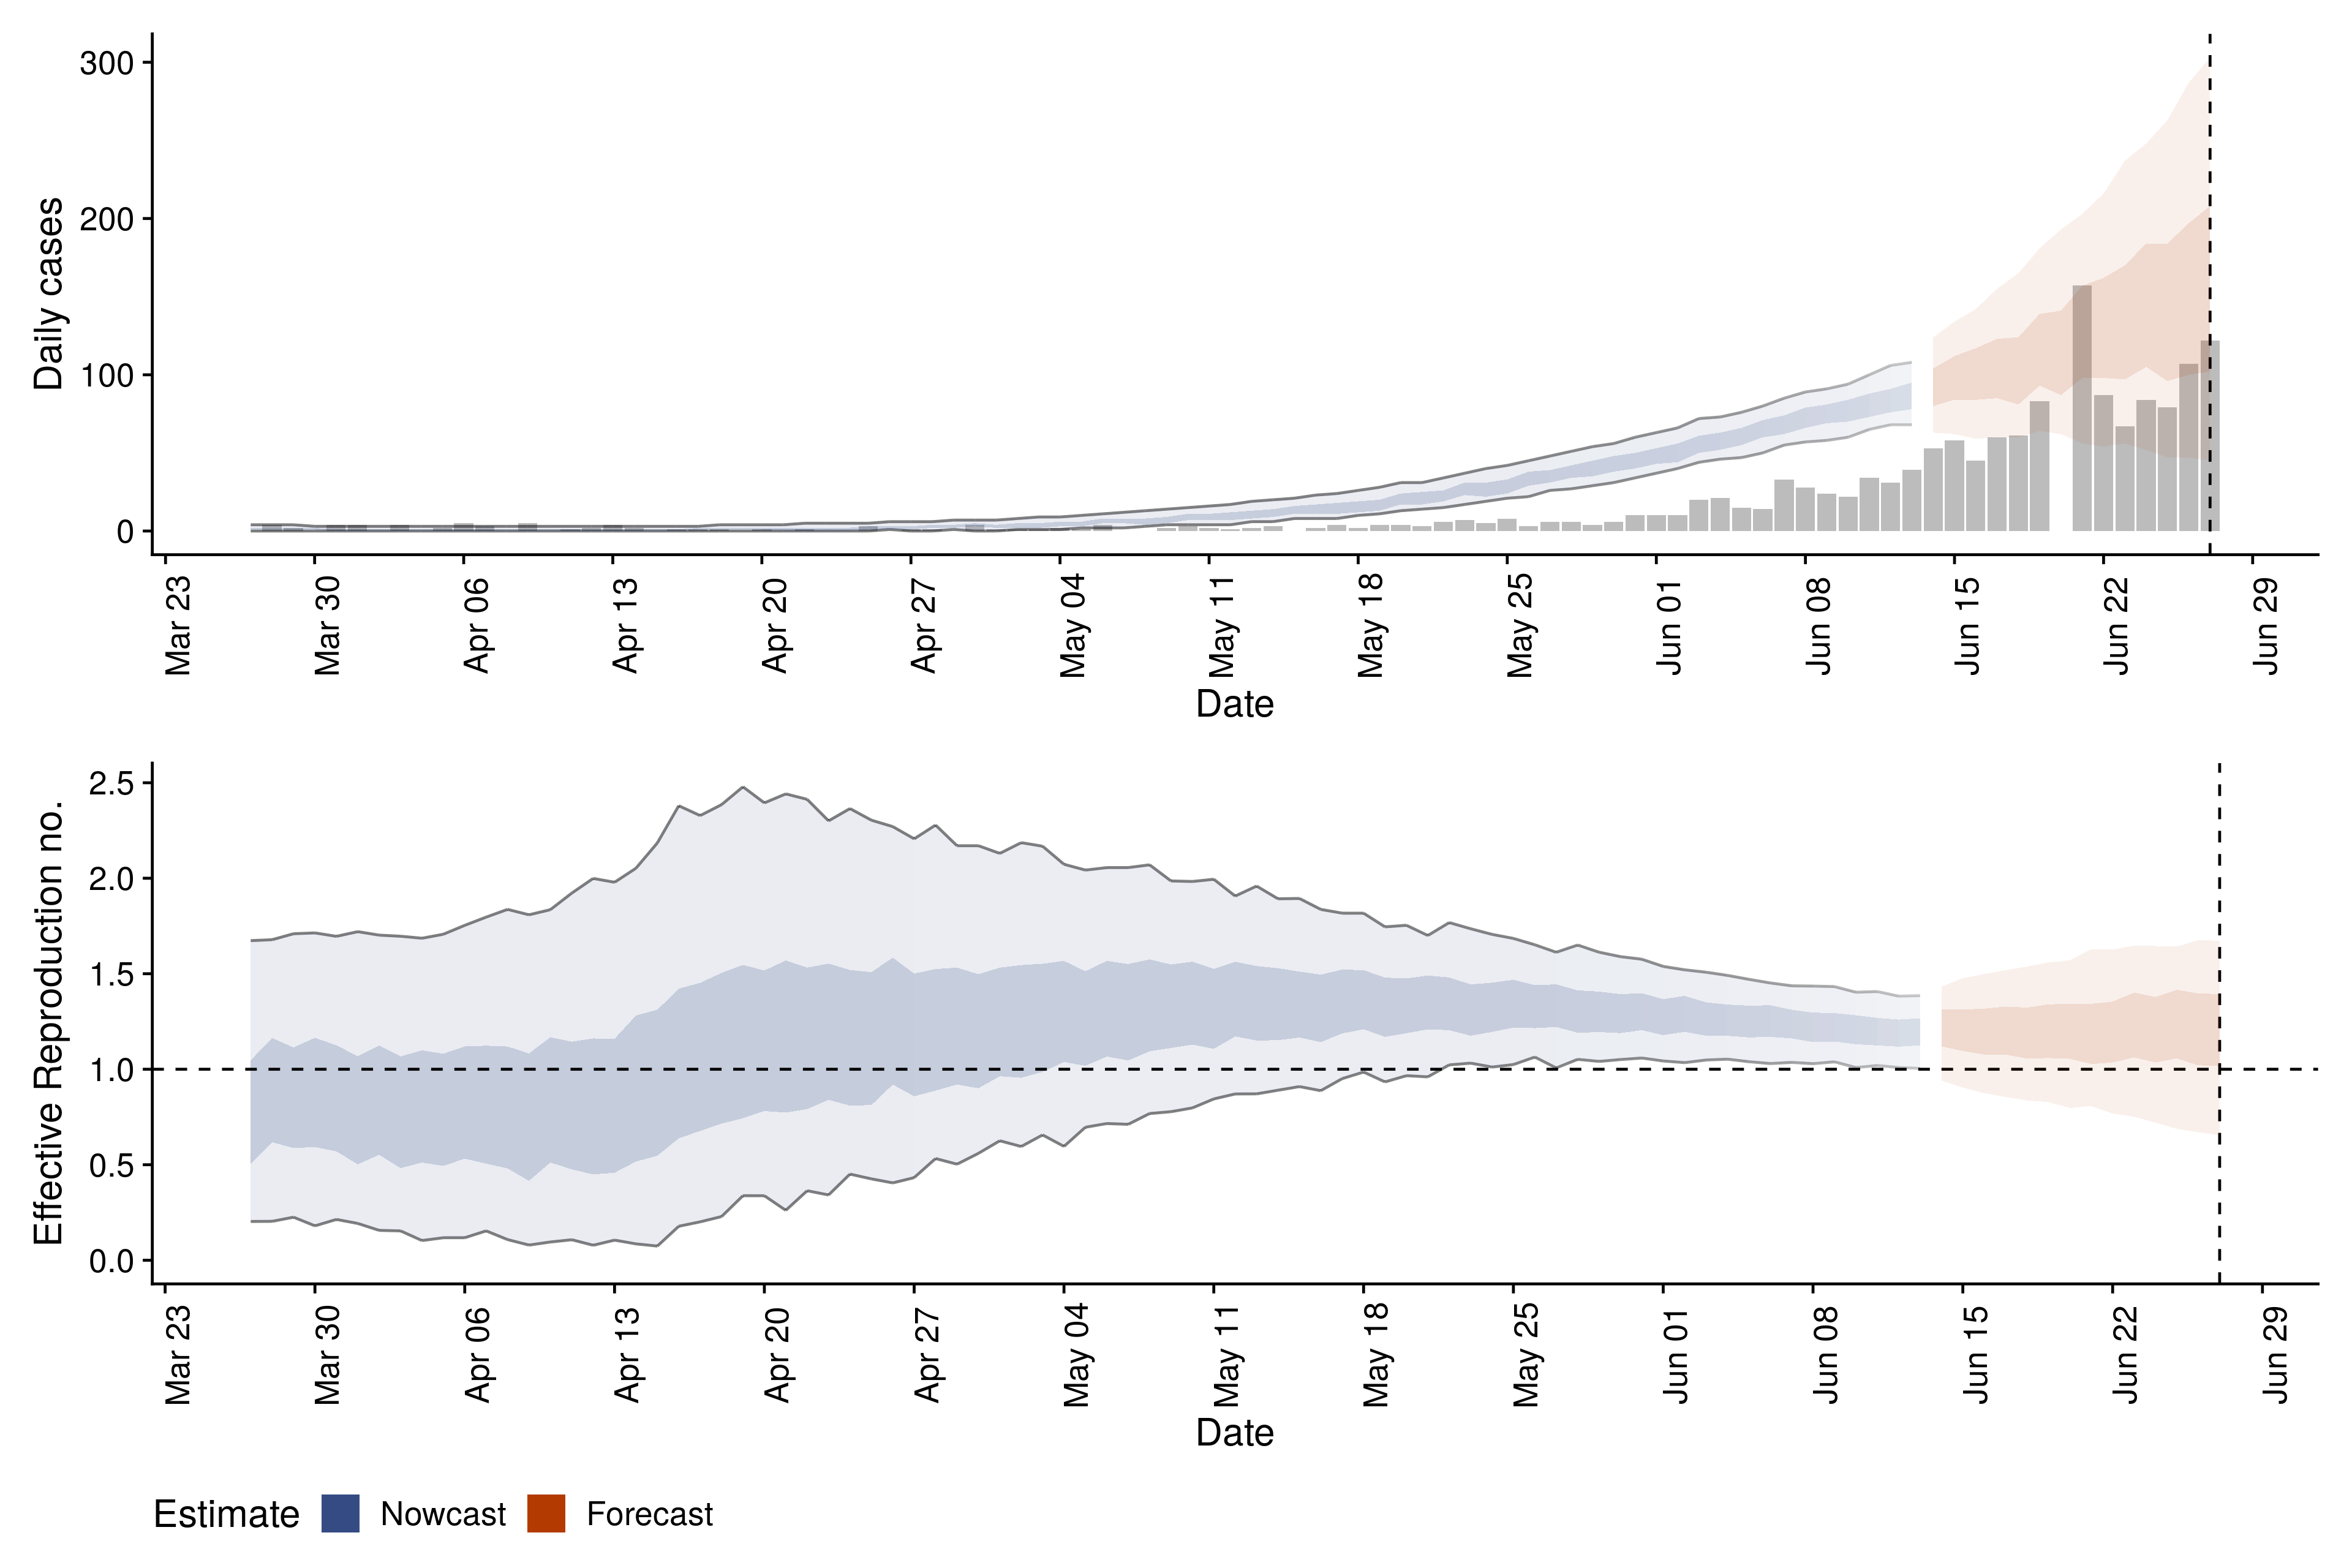 300
200
100
0
Daily cases
Mar 23
Mar 30
Apr 06
Apr 13
Apr 20
Apr 27
May 04
May 11
May 18
May 25
Jun 01
Jun 08
Jun 15
Jun 22
Jun 29
Date
2.5
2.0
1.5
1.0
0.5
0.0
Effective Reproduction no.
Mar 23
Mar 30
Apr 06
Apr 13
Apr 20
Apr 27
May 04
May 11
May 18
May 25
Jun 01
Jun 08
Jun 15
Jun 22
Jun 29
Date
Estimate Nowcast Forecast